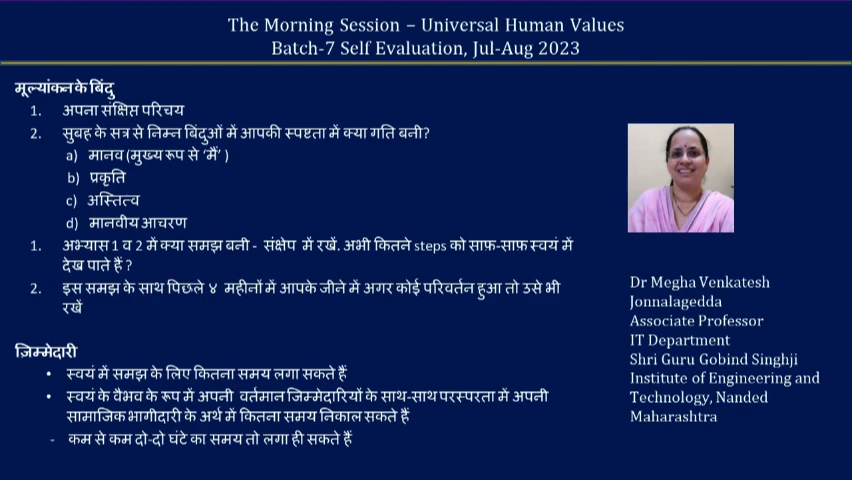 The Morning Session – Universal Human Values
Batch-7 Self Evaluation, Jul-Aug 2023
मूल्यांकन के बिंदु
1. अपना संक्षिप्त परिचय
2. सुबह के सत्र से निम्न बिंदुओं में आपकी स्पष्टता में क्या गति बनी?
a) मानव (मुख्य रूप से 'मैं' )
b) प्रकृति
c) अस्तित्व
d) मानवीय आचरण
1. अभ्यास 1 व 2 में क्या समझ बनी - संक्षेप में रखें. अभी कितने steps को साफ़-साफ़ स्वयं में
देख पाते हैं ?
2. इस समझ के साथ पिछले ४ महीनों में आपके जीने में अगर कोई परिवर्तन हुआ तो उसे भी
रखें
ज़िम्मेदारी
• स्वयं में समझ के लिए कितना समय लगा सकते हैं
• स्वयं के वैभव के रूप में अपनी वर्तमान जिम्मेदारियों के साथ-साथ परस्परता में अपनी
सामाजिक भागीदारी के अर्थ में कितना समय निकाल सकते हैं
- कम से कम दो-दो घंटे का समय तो लगा ही सकते हैं
Dr Megha Venkatesh
Jonnalagedda
Associate Professor
IT Department
Shri Guru Gobind Singhji
Institute of Engineering and
Technology, Nanded
Maharashtra